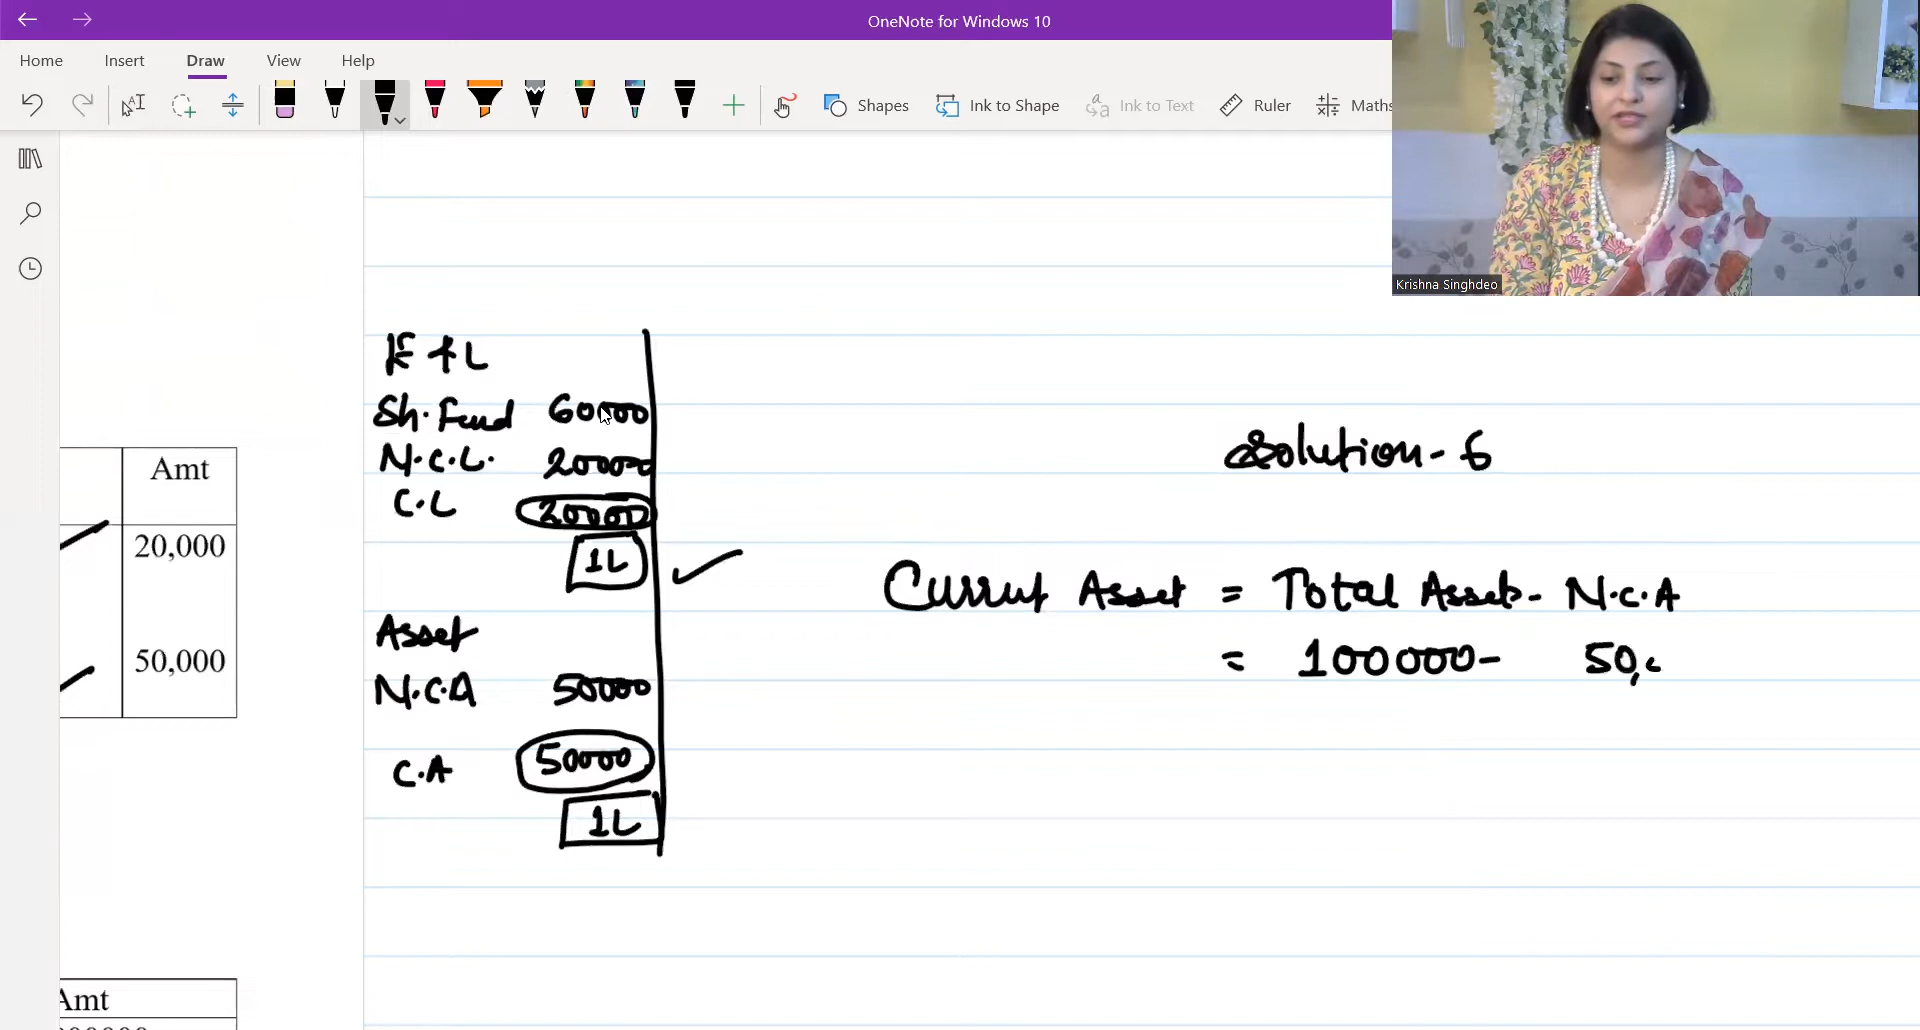 OneNote for Windows 10
Home Insert Draw View Help
Shapes Ink to Shape Ink to Text Ruler Maths
Krishna Singhdeo
E + L
Sh. Fund 60000
N.C.L. 20000
C.L 20000
1L
Asset
N.C.A 50000
C.A 50000
1L
Amt
20,000
50,000
Amt
Solution - 6
Current Asset = Total Asset - N.C.A
= 100000 - 50,